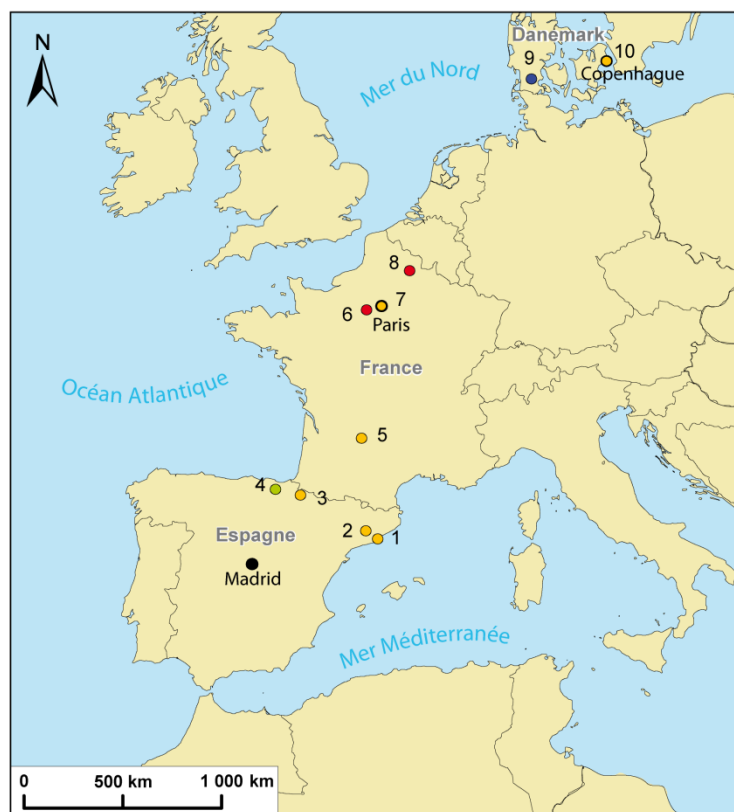 N
Danemark
10
9
Copenhague
Mer du Nord
8
7
6
Paris
France
Océan Atlantique
5
4
3
Espagne
2
1
Madrid
Mer Méditerranée
0 500 km 1 000 km